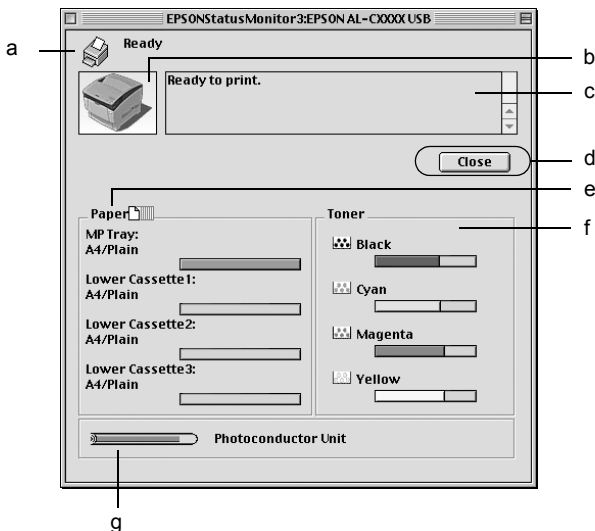 EPSONStatusMonitor3:EPSON AL-CXXXX USB
a
Ready
b
Ready to print.
c
Close
d
e
Paper
Toner
f
MP Tray:
A4/Plain
Lower Cassette1:
A4/Plain
Lower Cassette2:
A4/Plain
Lower Cassette3:
A4/Plain
Black
Cyan
Magenta
Yellow
Photoconductor Unit
g